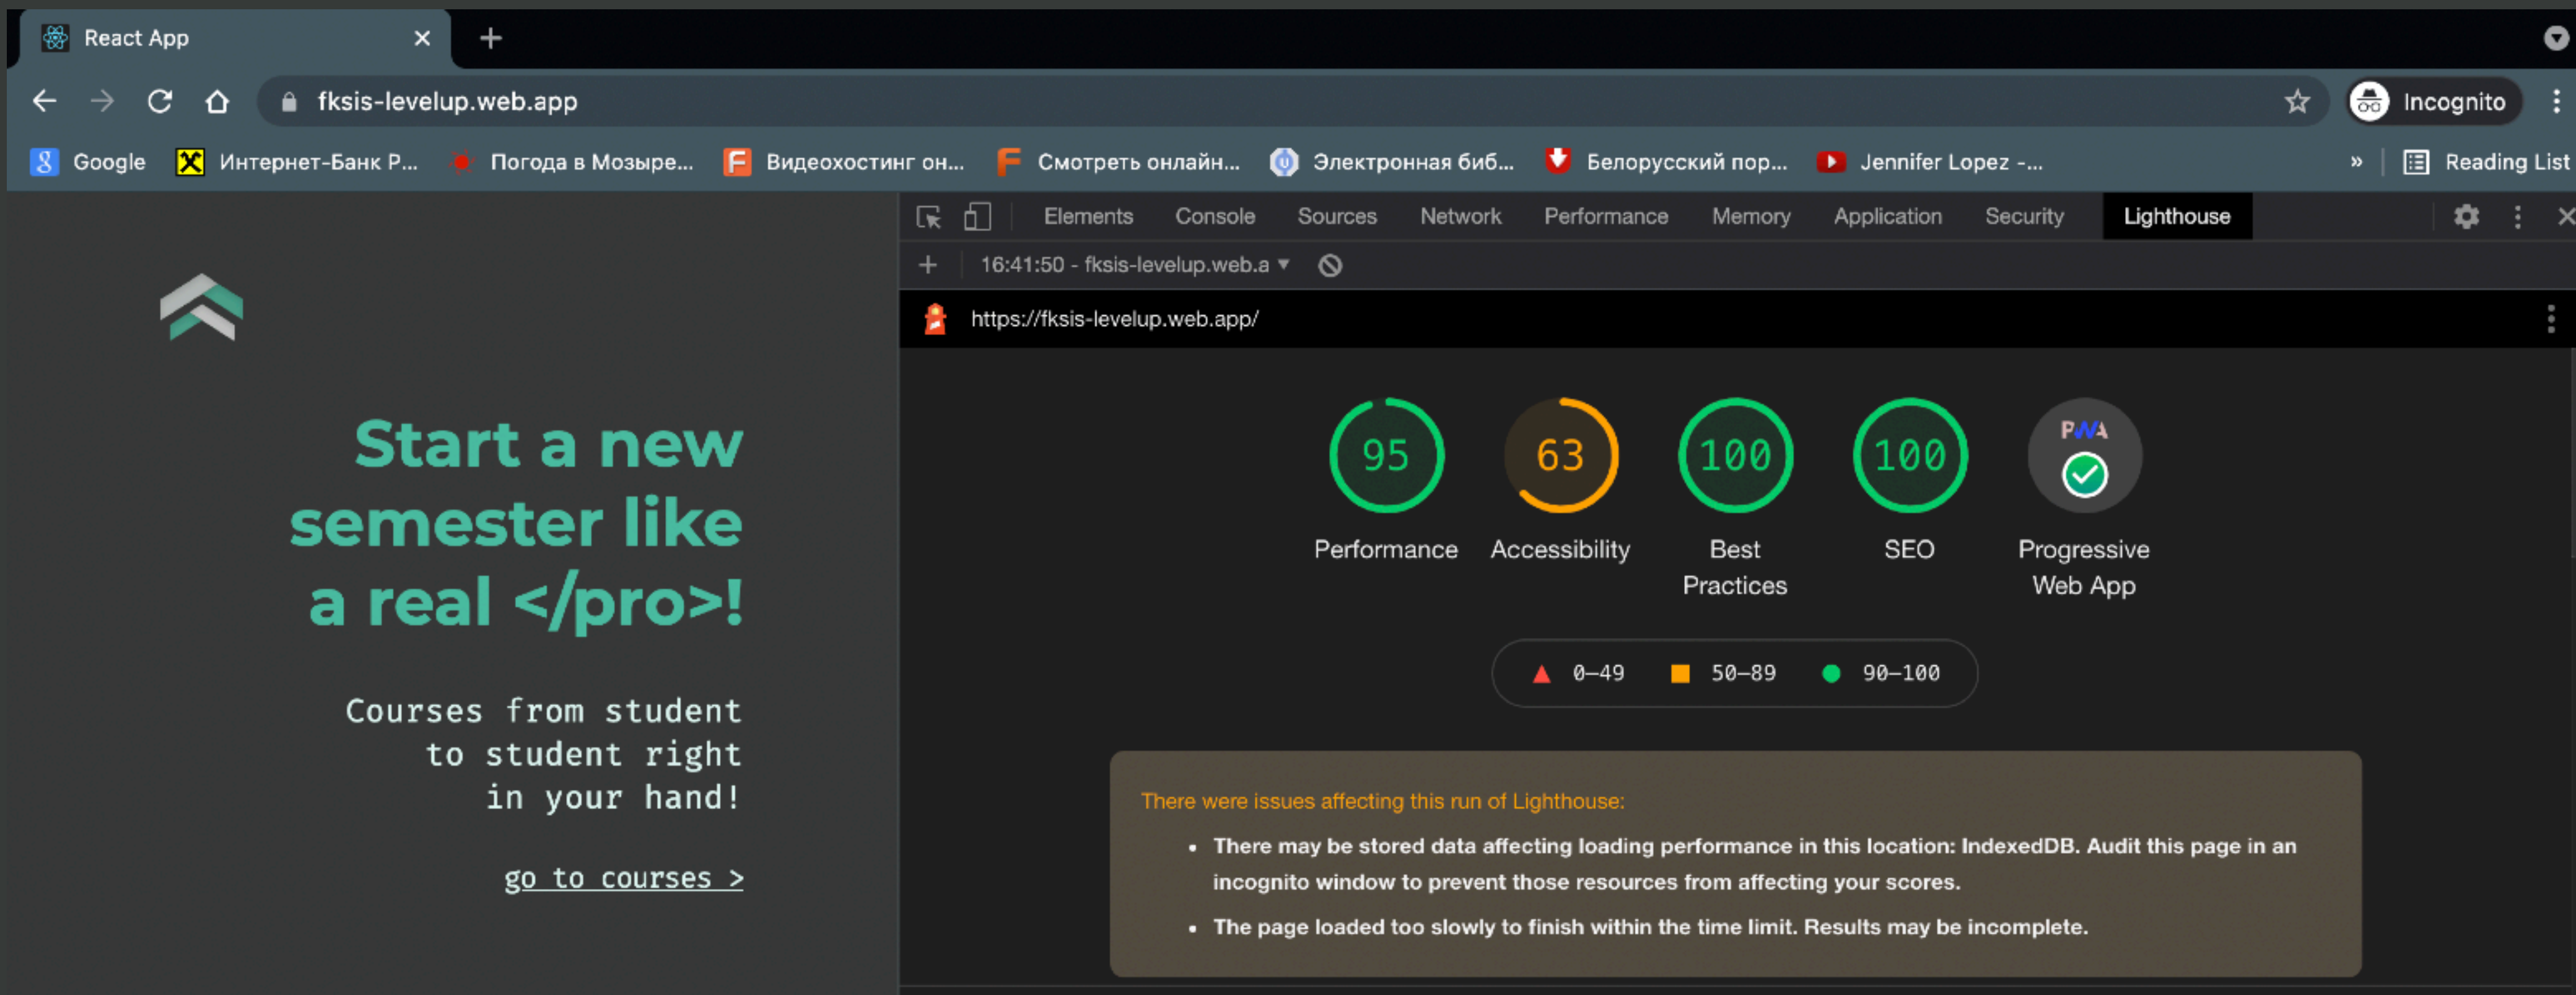 React App
fksis-levelup.web.app
Incognito
Google
Интернет-Банк Р...
Погода в Мозыре...
Видеохостинг он...
Смотреть онлайн...
Электронная биб...
Белорусский пор...
Jennifer Lopez -...
»
Reading List
Start a new
semester like
a real </pro>!
Courses from student
to student right
in your hand!
go to courses >
Elements Console Sources Network Performance Memory Application Security Lighthouse
16:41:50 - fksis-levelup.web.a
https://fksis-levelup.web.app/
95
63
100
100
PWA
Performance
Accessibility
Best
Practices
SEO
Progressive
Web App
0–49
50–89
90–100
There were issues affecting this run of Lighthouse:
• There may be stored data affecting loading performance in this location: IndexedDB. Audit this page in an
incognito window to prevent those resources from affecting your scores.
• The page loaded too slowly to finish within the time limit. Results may be incomplete.